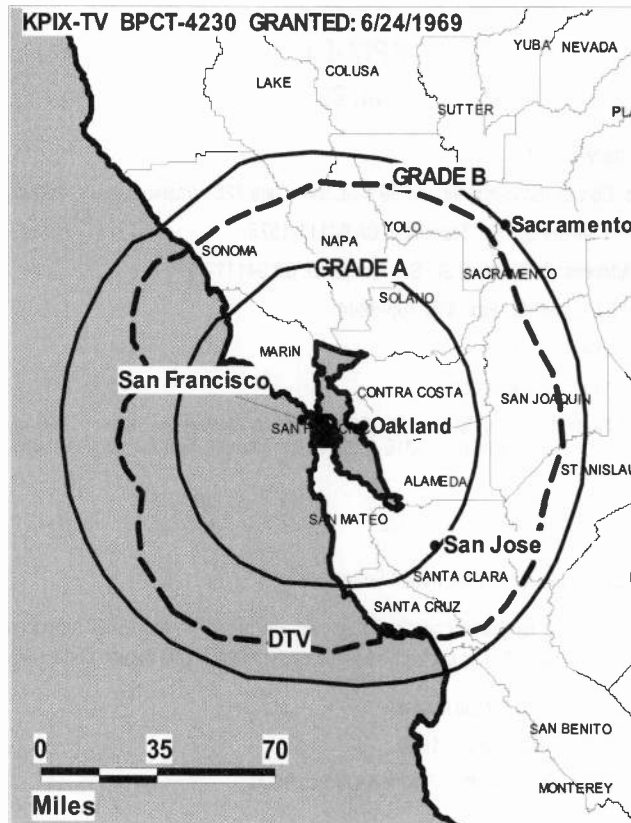 KPIX-TV BPCT-4230 GRANTED: 6/24/1969
YUBA NEVADA
COLUSA
LAKE
SUTTER
PLA
GRADE B
Sacramento
YOLO
NAPA
SONOMA
GRADE A
SACRAMENTO
SOLANO
MARIN
San Francisco
CONTRA COSTA
SAN JOAQUIN
Oakland
STANISLAU
ALAMEDA
SAN MATEO
San Jose
SANTA CLARA
SANTA CRUZ
DTV
SAN BENITO
0 35 70
MONTEREY
Miles